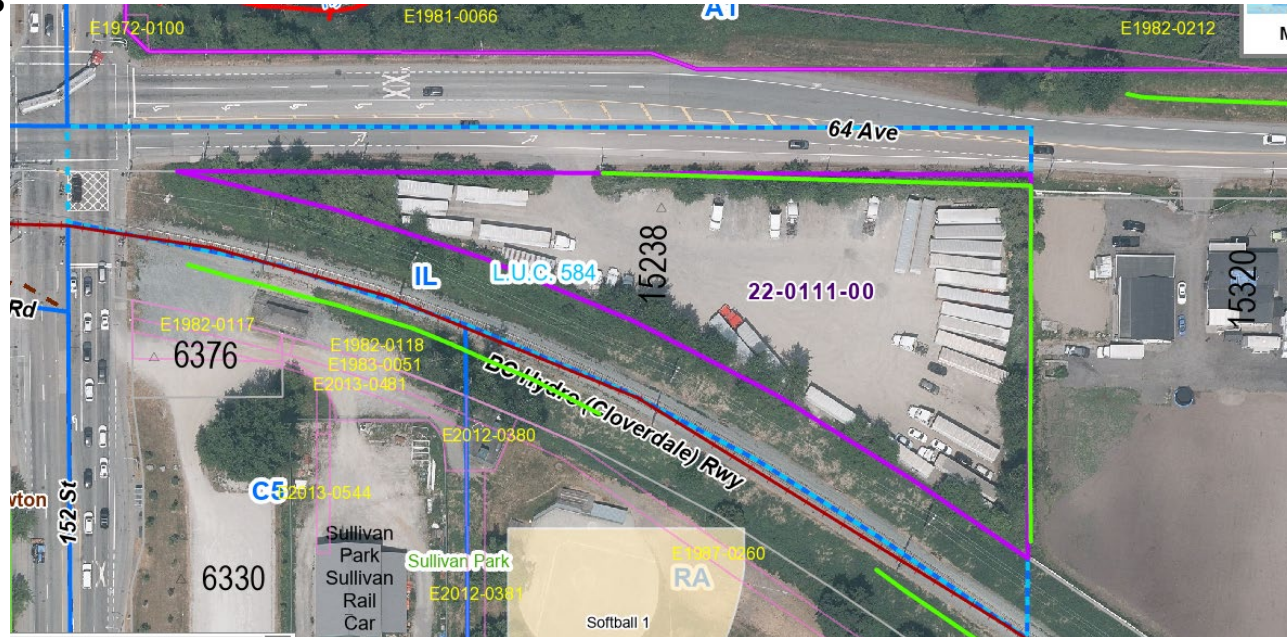 E1972-0100
E1981-0066
A1
E1982-0212
M
64 Ave
15238
IL
L.U.C. 584
22-0111-00
15320
Rd
E1982-0117
6376
E1982-0118
E1983-0051
E2013-0481
BC Hydro (Cloverdale) Rwy
E2012-0380
C5
E2013-0544
wton
152 St
Sullivan
Park
Sullivan
Rail
Car
Sullivan Park
E1987-0260
RA
6330
E2012-0381
Softball 1